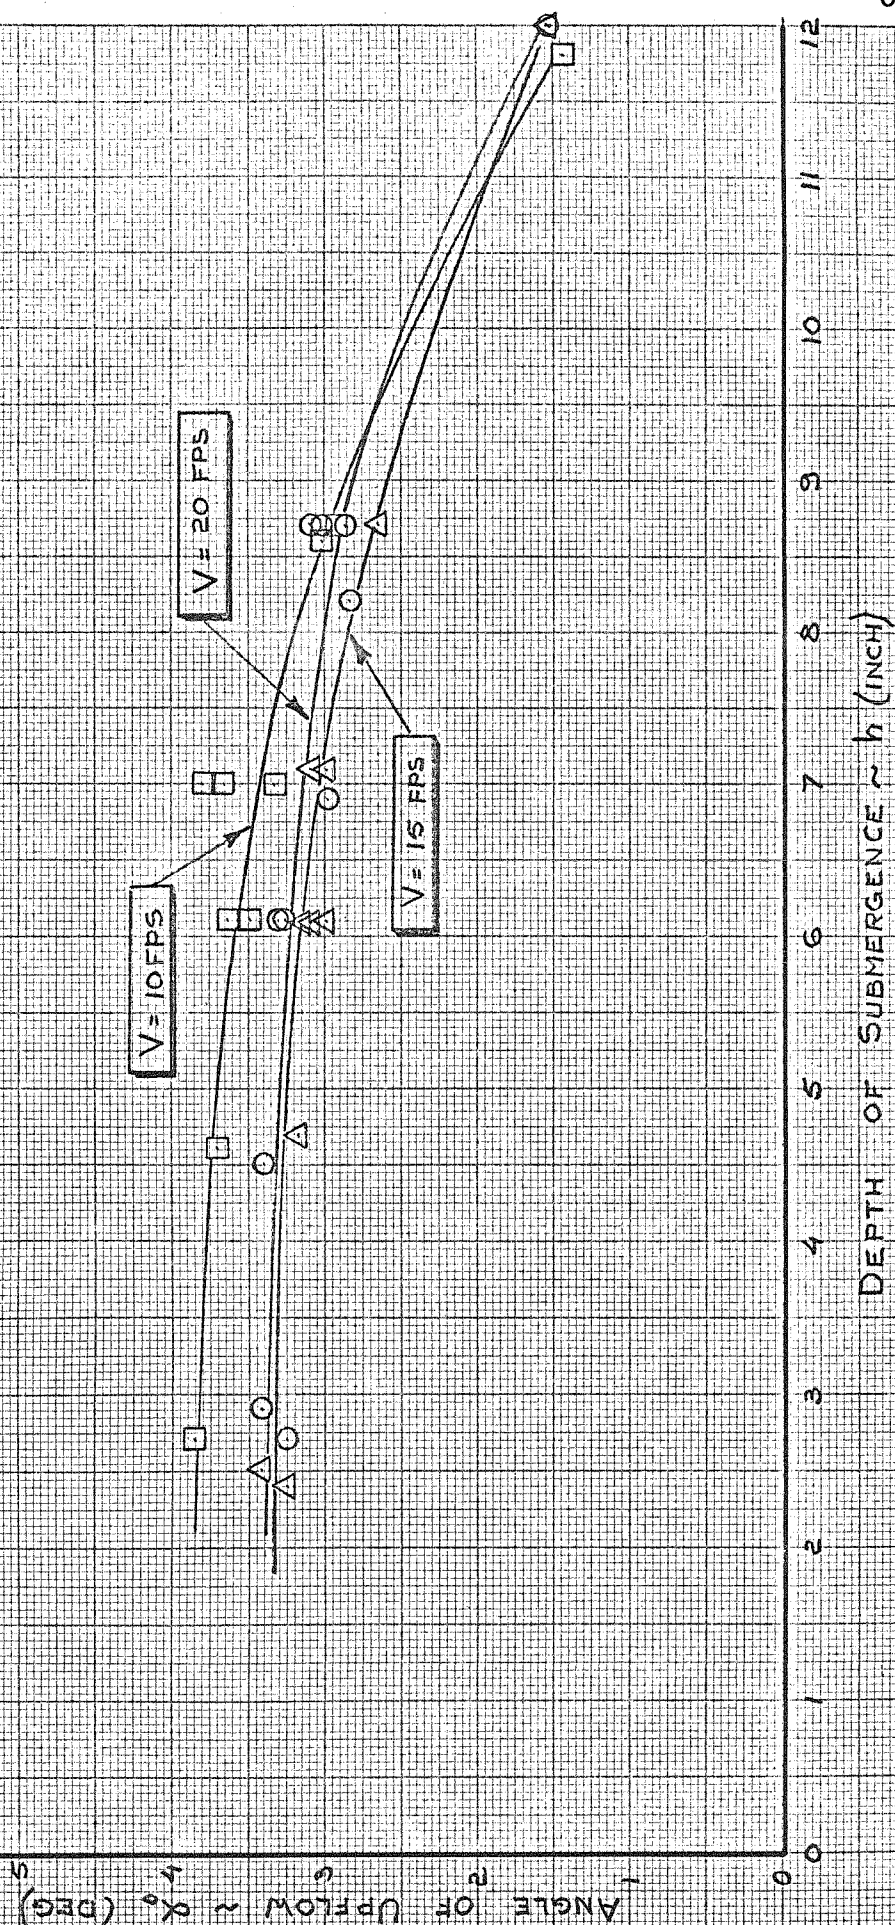 V = 10 FPS
V = 20 FPS
V = 15 FPS
ANGLE OF UPFLOW ~ α₀ (DEG)
5
4
3
2
1
0
0 1 2 3 4 5 6 7 8 9 10 11 12
DEPTH OF SUBMERGENCE ~ h (INCH)